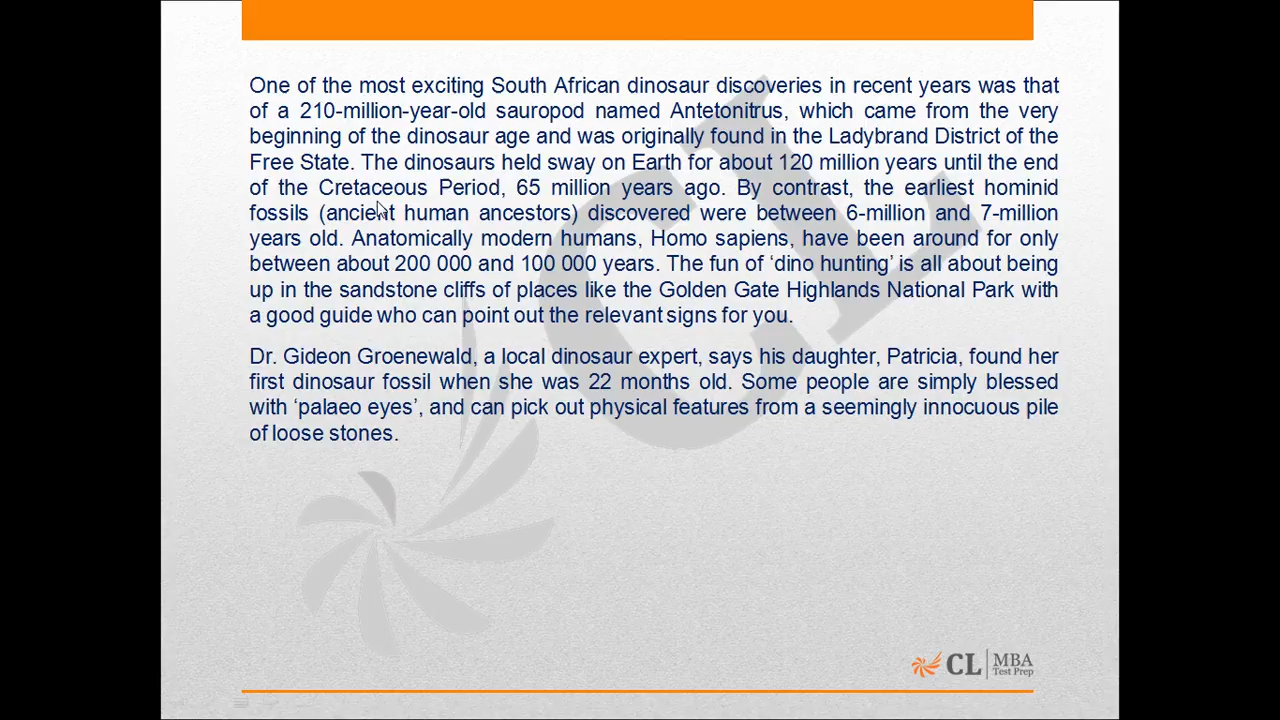 One of the most exciting South African dinosaur discoveries in recent years was that
of a 210-million-year-old sauropod named Antetonitrus, which came from the very
beginning of the dinosaur age and was originally found in the Ladybrand District of the
Free State. The dinosaurs held sway on Earth for about 120 million years until the end
of the Cretaceous Period, 65 million years ago. By contrast, the earliest hominid
fossils (ancient human ancestors) discovered were between 6-million and 7-million
years old. Anatomically modern humans, Homo sapiens, have been around for only
between about 200 000 and 100 000 years. The fun of ‘dino hunting’ is all about being
up in the sandstone cliffs of places like the Golden Gate Highlands National Park with
a good guide who can point out the relevant signs for you.
Dr. Gideon Groenewald, a local dinosaur expert, says his daughter, Patricia, found her
first dinosaur fossil when she was 22 months old. Some people are simply blessed
with ‘palaeo eyes’, and can pick out physical features from a seemingly innocuous pile
of loose stones.
CL
CL MBA
Test Prep